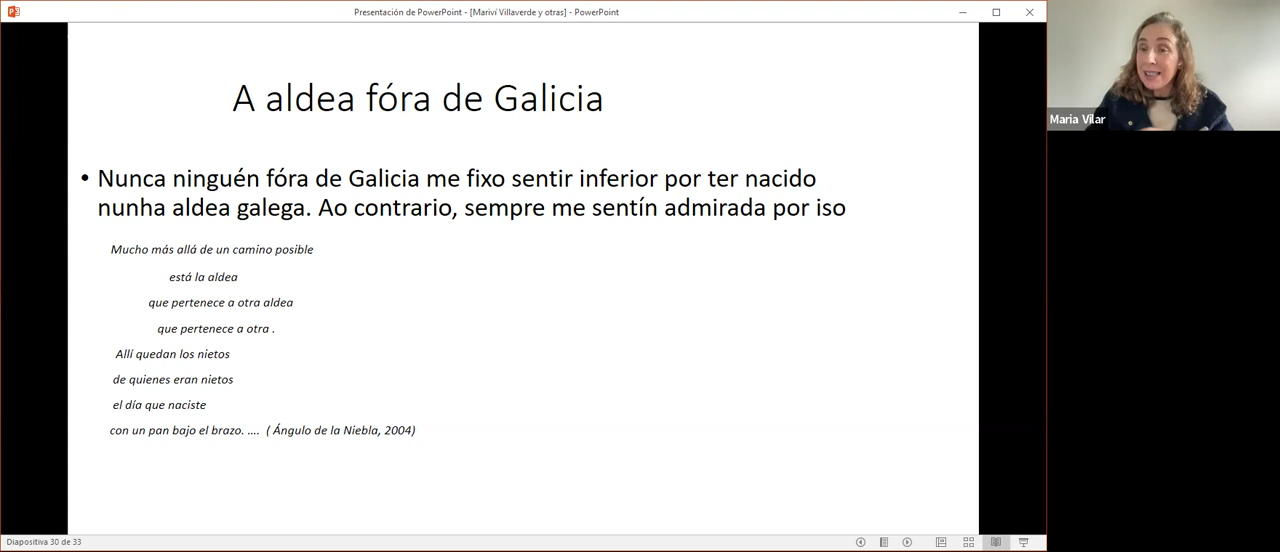 Presentación de PowerPoint - [Mariví Villaverde y otras] - PowerPoint
A aldea fóra de Galicia
• Nunca ninguén fóra de Galicia me fixo sentir inferior por ter nacido
nunha aldea galega. Ao contrario, sempre me sentín admirada por iso
Mucho más allá de un camino posible
está la aldea
que pertenece a otra aldea
que pertenece a otra .
Allí quedan los nietos
de quienes eran nietos
el día que naciste
con un pan bajo el brazo. .... ( Ángulo de la Niebla, 2004)
Diapositiva 30 de 33
Maria Vilar